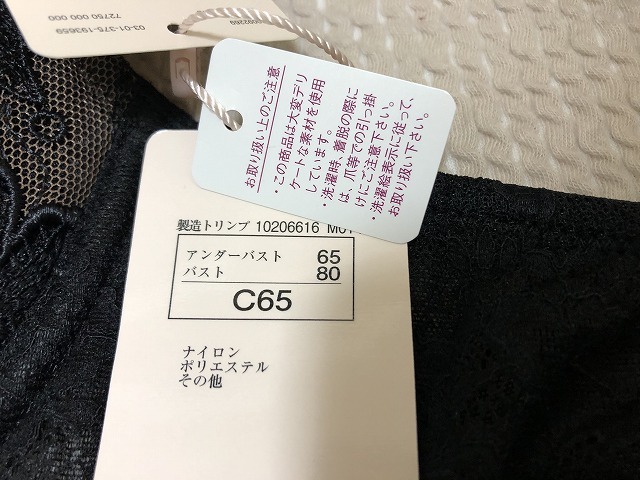 03-01-375-193659
72750 000 000
お取り扱い上のご注意
・この商品は大変デリ
ケートな素材を使用
しています。
・洗濯時、着脱の際に
は、爪等での引っ掛
けにご注意下さい。
・洗濯絵表示に従って、
お取り扱い下さい。
製造トリンプ 10206616
アンダーバスト 65
バスト 80
C65
ナイロン
ポリエステル
その他